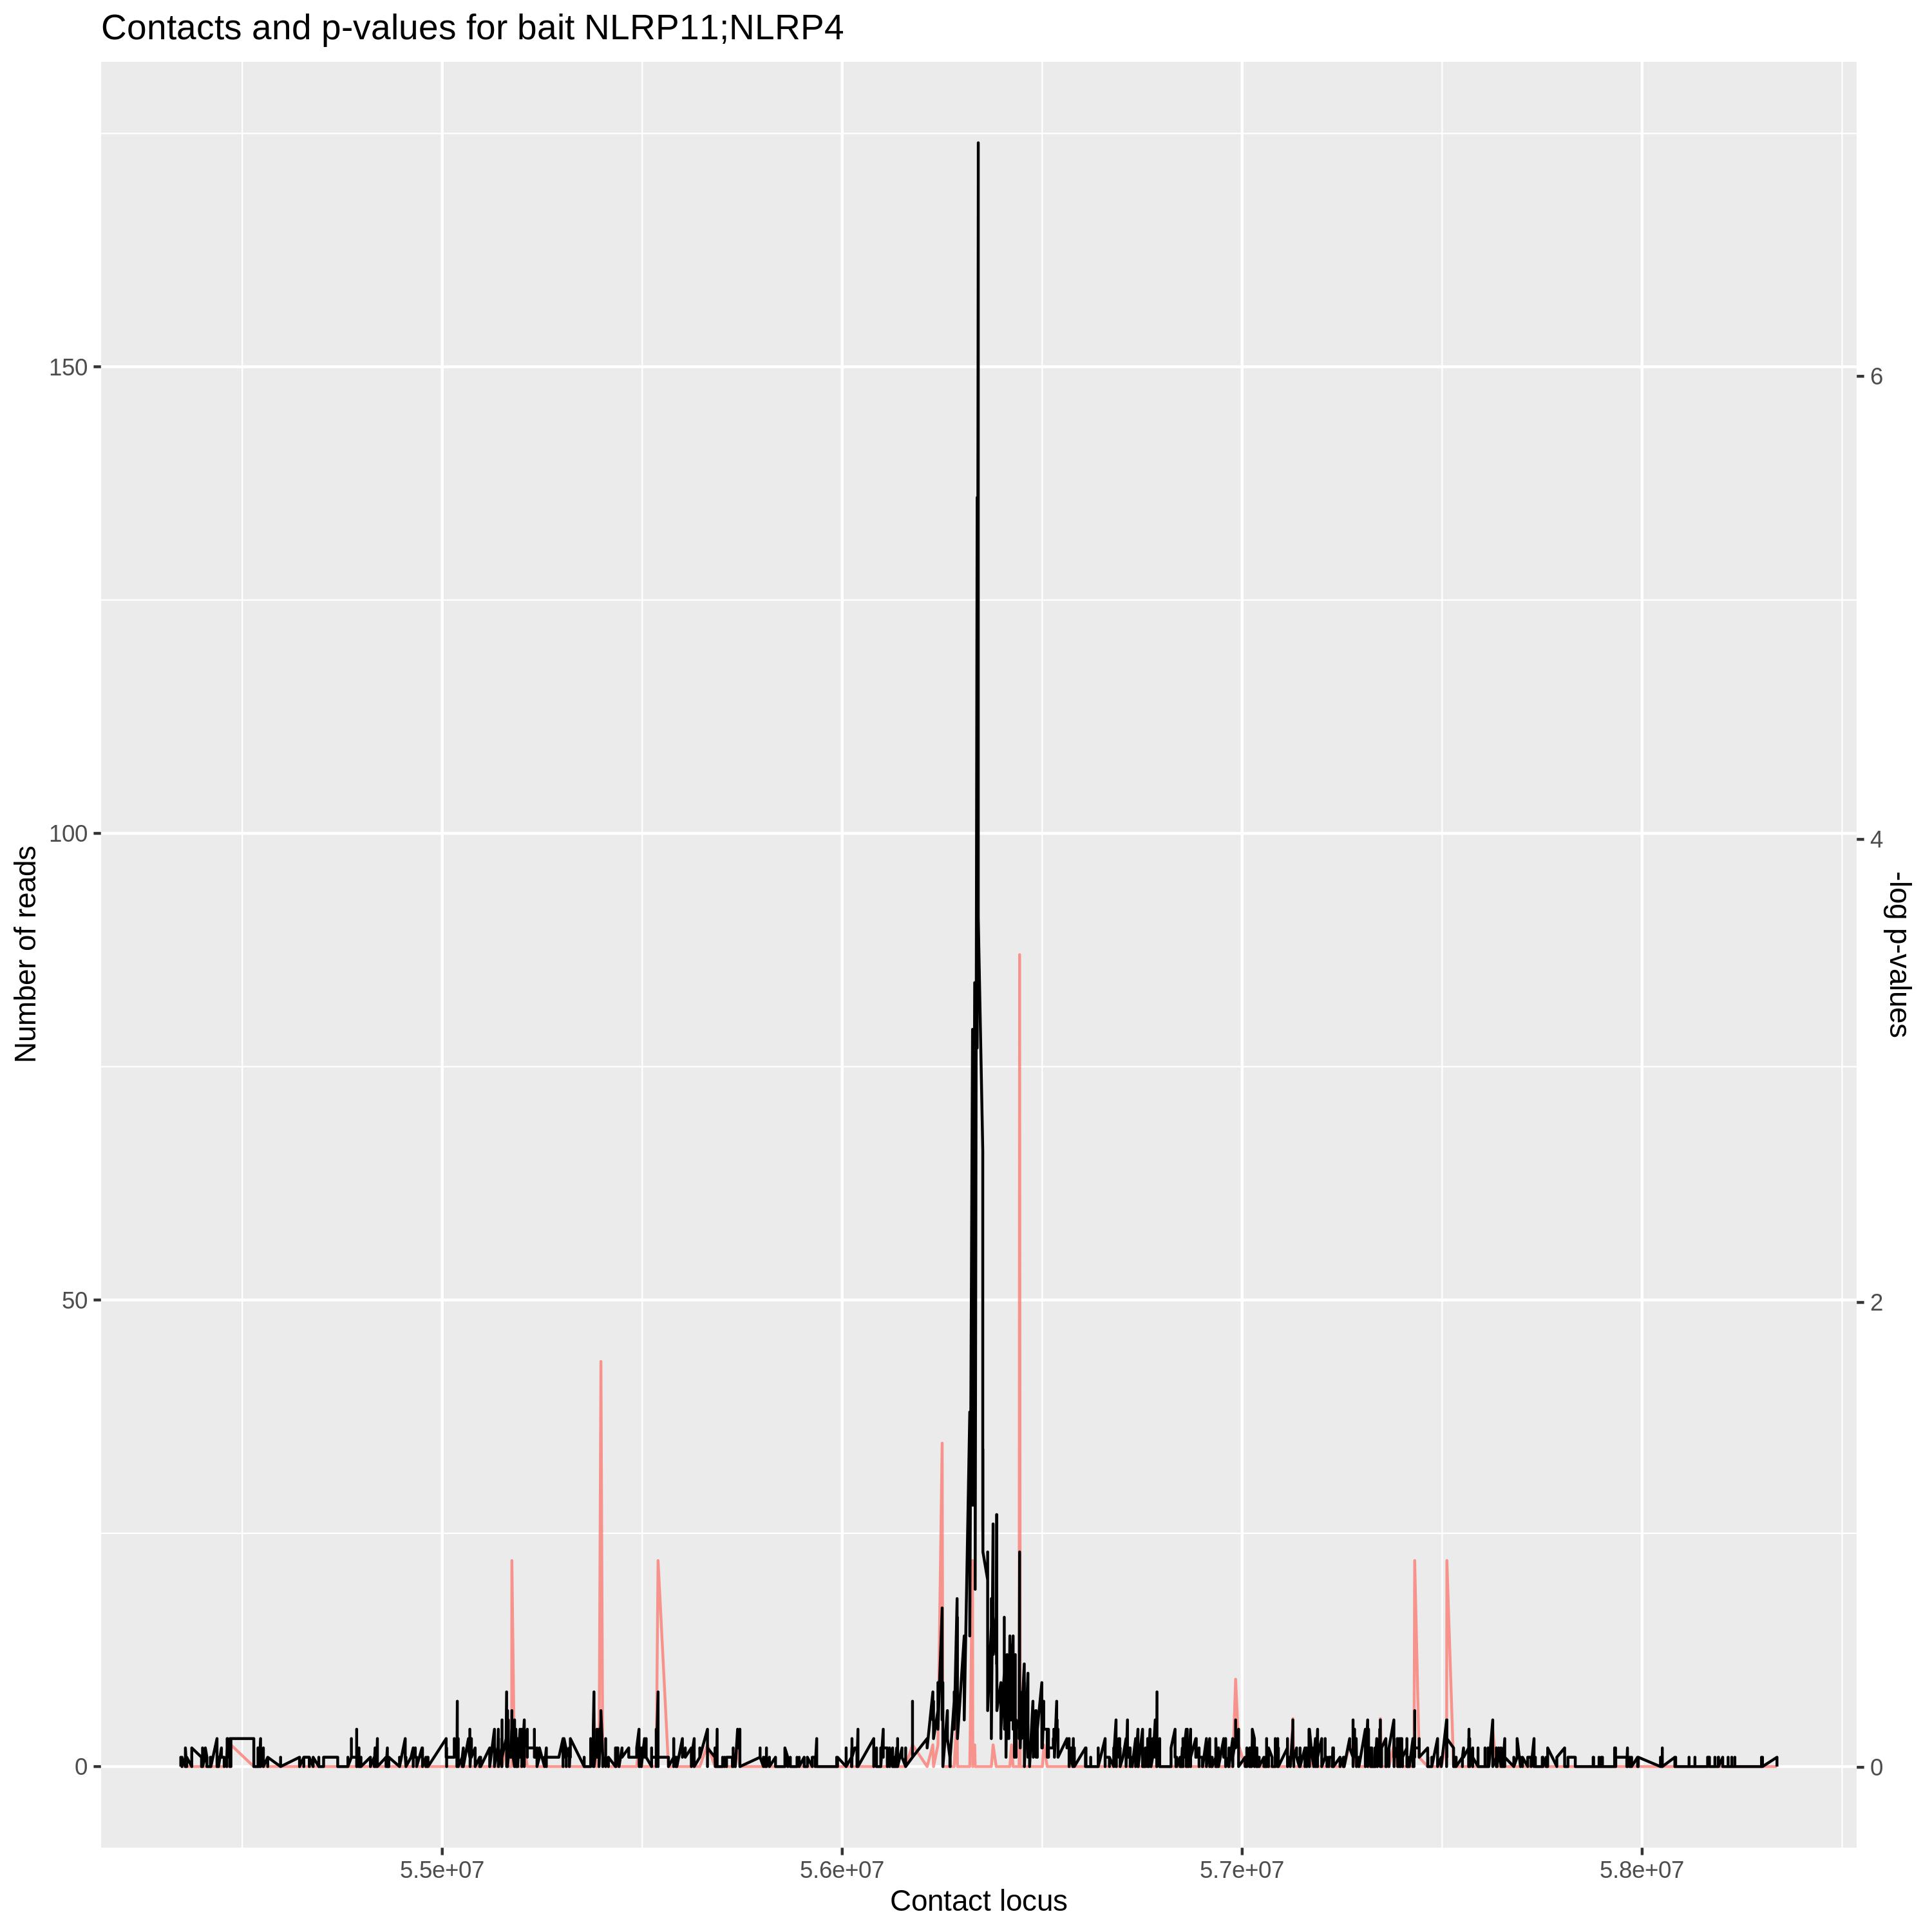 Contacts and p-values for bait NLRP11;NLRP4
Number of reads
150
100
50
0
6
4
2
0
-log p-values
5.5e+07
5.6e+07
5.7e+07
5.8e+07
Contact locus